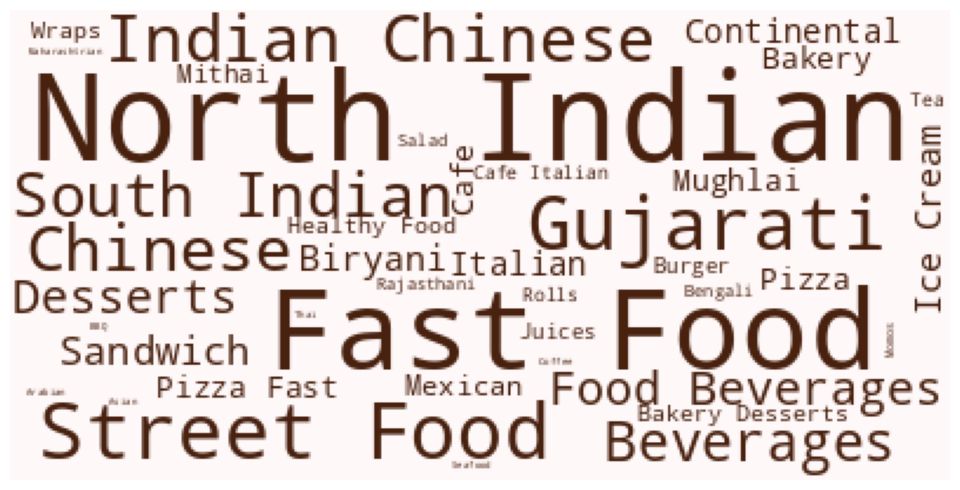 Wraps
Indian Chinese
Continental
Maharashtrian
Mithai
Bakery
North Indian
Tea
Salad
Cafe
Cafe Italian
Mughlai
Ice Cream
South Indian
Gujarati
Healthy Food
Chinese
Biryani
Italian
Burger
Pizza
Rajasthani
Bengali
Desserts
Rolls
Fast Food
Thai
BBQ
Juices
Momos
Sandwich
Coffee
Pizza Fast
Mexican
Food Beverages
Arabian
Asian
Street Food
Bakery Desserts
Beverages
Seafood